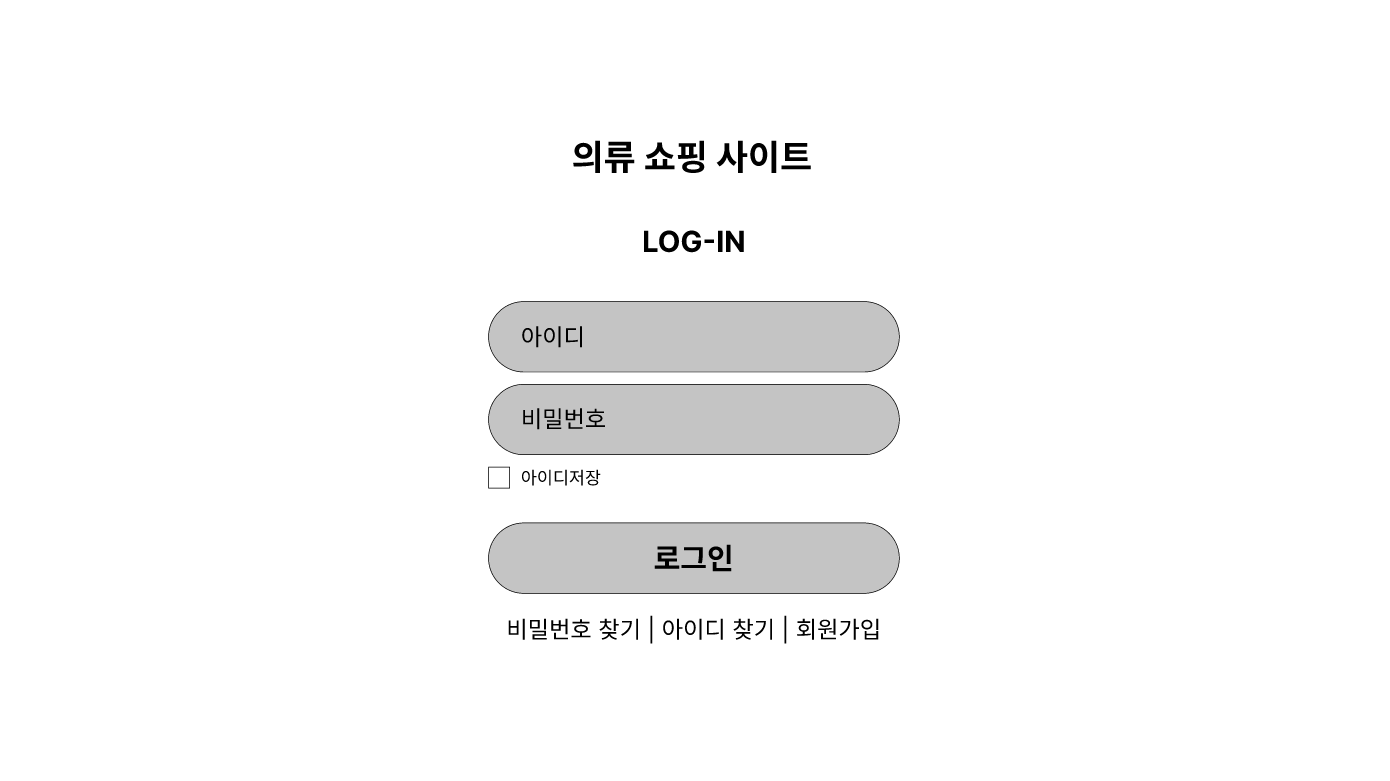 의류 쇼핑 사이트
LOG-IN
아이디
비밀번호
아이디저장
로그인
비밀번호 찾기 | 아이디 찾기 | 회원가입